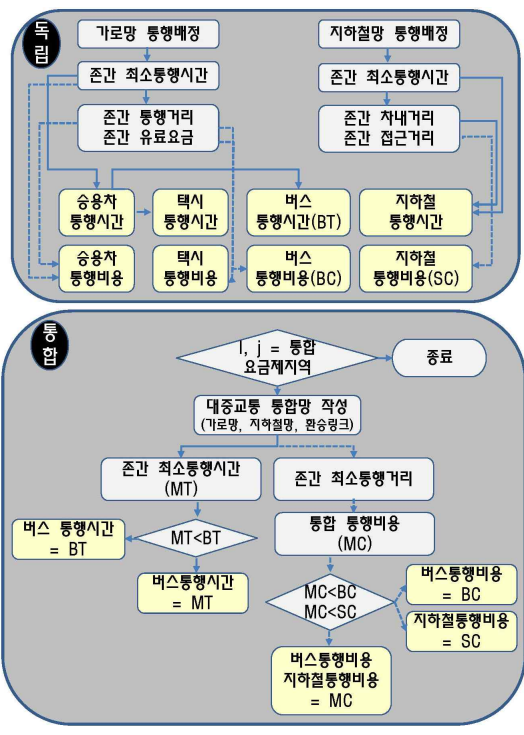 독
립
가로망 통행배정
지하철망 통행배정
존간 최소통행시간
존간 최소통행시간
존간 통행거리
존간 유료요금
존간 차내거리
존간 접근거리
승용차
통행시간
택시
통행시간
버스
통행시간(BT)
지하철
통행시간
승용차
통행비용
택시
통행비용
버스
통행비용(BC)
지하철
통행비용(SC)
통
합
I, j = 통합
요금제지역
종료
대중교통 통합망 작성
(가로망, 지하철망, 환승링크)
존간 최소통행시간
(MT)
존간 최소통행거리
버스 통행시간
= BT
MT<BT
통합 통행비용
(MC)
버스통행시간
= MT
MC<BC
MC<SC
버스통행비용
= BC
지하철통행비용
= SC
버스통행비용
지하철통행비용
= MC